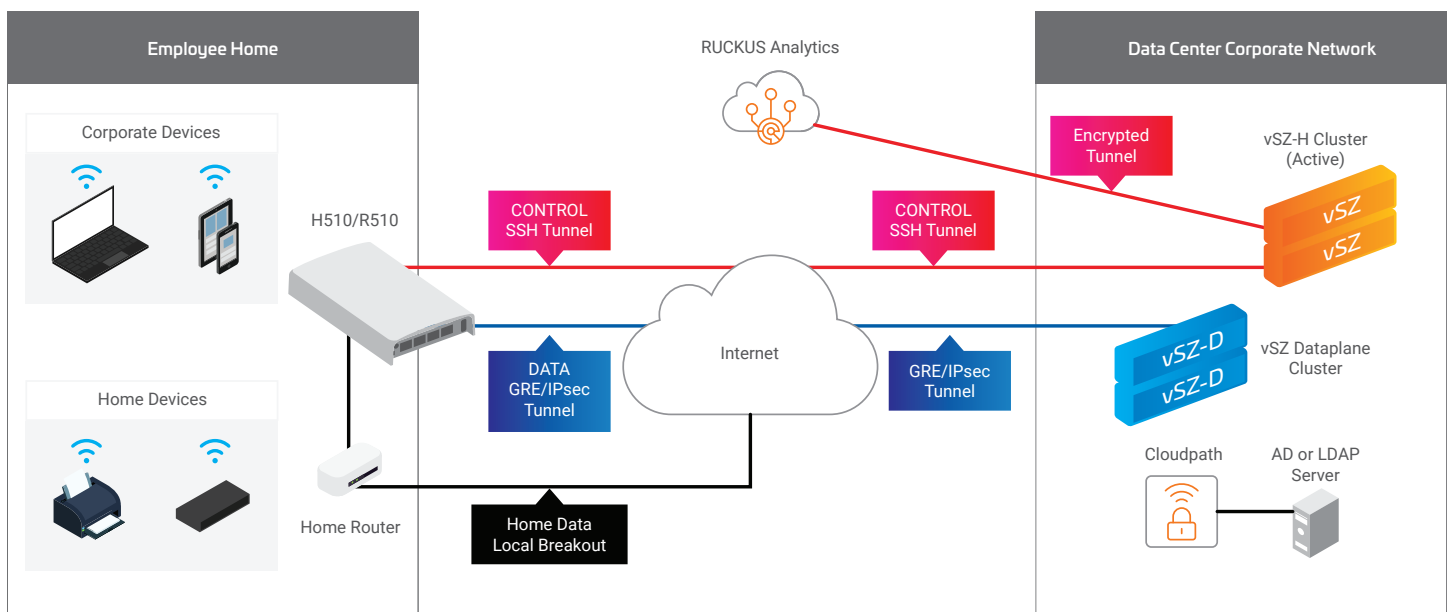 Employee Home
RUCKUS Analytics
Data Center Corporate Network
Corporate Devices
H510/R510
CONTROL
SSH Tunnel
CONTROL
SSH Tunnel
Encrypted
Tunnel
vSZ-H Cluster
(Active)
vSZ
vSZ
Internet
DATA
GRE/IPsec
Tunnel
GRE/IPsec
Tunnel
vSZ-D
vSZ-D
vSZ Dataplane
Cluster
Home Devices
Home Router
Home Data
Local Breakout
Cloudpath
AD or LDAP
Server